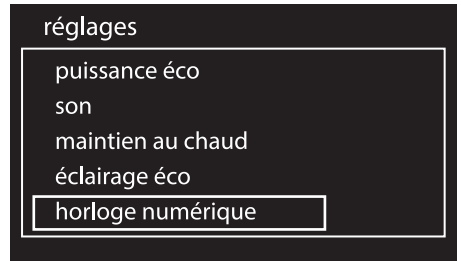 réglages
puissance éco
son
maintien au chaud
éclairage éco
horloge numérique